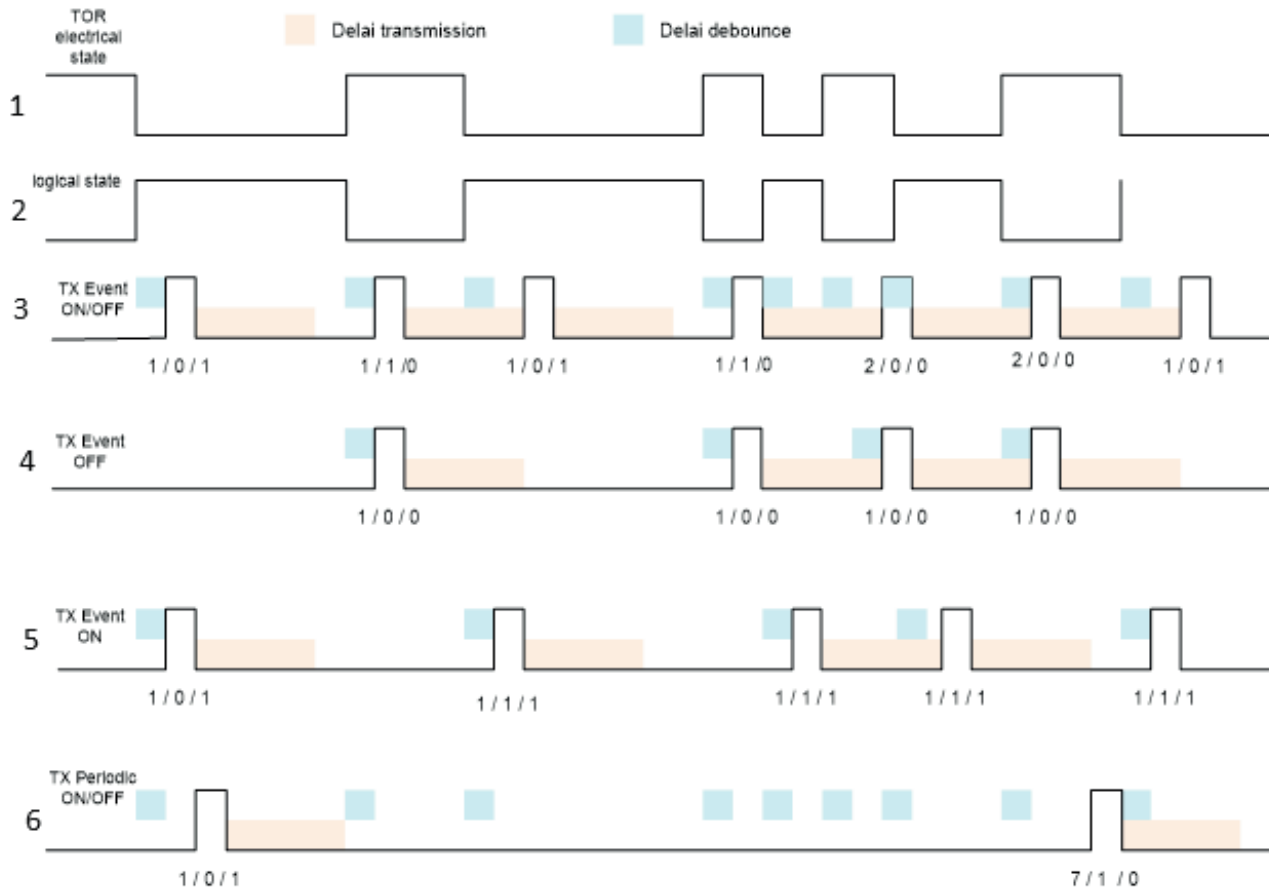 TOR
electrical
state
Delai transmission
Delai debounce
1
logical state
2
TX Event
ON/OFF
3
1 / 0 / 1
1 / 1 /0
1 / 0 / 1
1 / 1 /0
2 / 0 / 0
2 / 0 / 0
1 / 0 / 1
TX Event
OFF
4
1 / 0 / 0
1 / 0 / 0
1 / 0 / 0
1 / 0 / 0
TX Event
ON
5
1 / 0 / 1
1 / 1 / 1
1 / 1 / 1
1 / 1 / 1
1 / 1 / 1
TX Periodic
ON/OFF
6
1 / 0 / 1
7 / 1 / 0